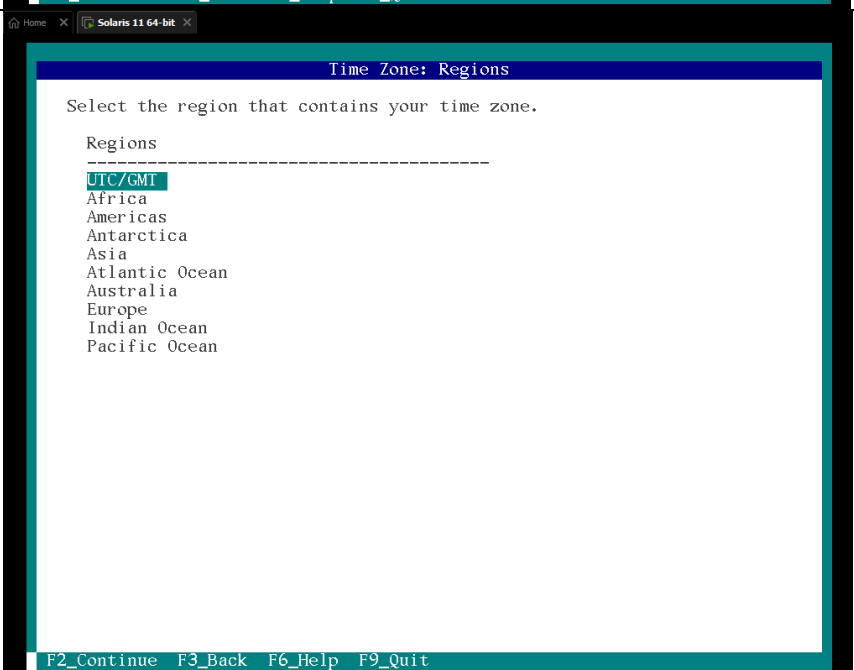 Home
Solaris 11 64-bit
Time Zone: Regions
Select the region that contains your time zone.
Regions
----------------------------------------
UTC/GMT
Africa
Americas
Antarctica
Asia
Atlantic Ocean
Australia
Europe
Indian Ocean
Pacific Ocean
F2_Continue F3_Back F6_Help F9_Quit